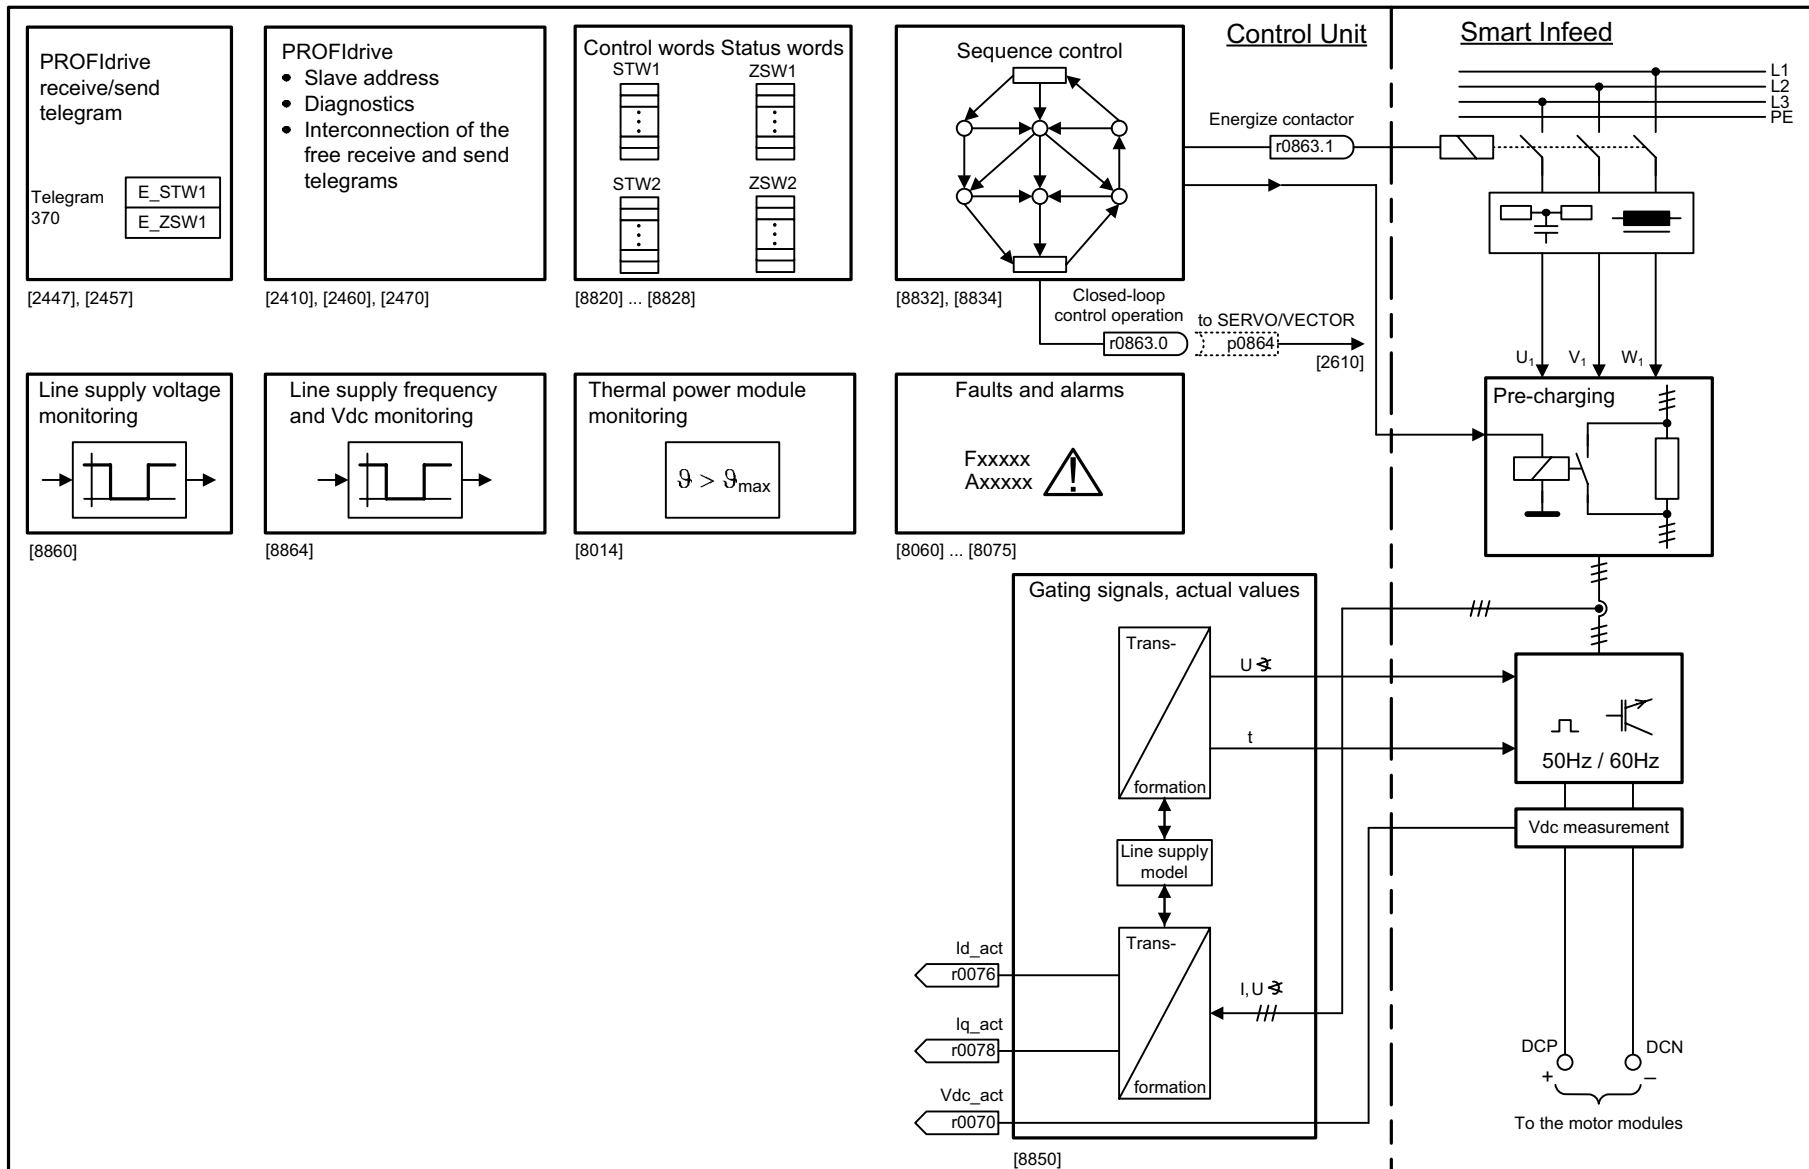 PROFIdrive
receive/send
telegram
Telegram
370
E_STW1
E_ZSW1
[2447], [2457]
PROFIdrive
• Slave address
• Diagnostics
• Interconnection of the
free receive and send
telegrams
[2410], [2460], [2470]
Control words Status words
STW1
ZSW1
STW2
ZSW2
[8820] ... [8828]
Sequence control
[8832], [8834]
Control Unit
Smart Infeed
L1
L2
L3
PE
Energize contactor
r0863.1
Closed-loop
control operation
r0863.0
to SERVO/VECTOR
p0864
[2610]
U1
V1
W1
Line supply voltage
monitoring
[8860]
Line supply frequency
and Vdc monitoring
[8864]
Thermal power module
monitoring
ϑ > ϑmax
[8014]
Faults and alarms
Fxxxxx
Axxxxx
!
[8060] ... [8075]
Pre-charging
Gating signals, actual values
Trans-
formation
U ∢
t
50Hz / 60Hz
Vdc measurement
Line supply
model
Trans-
formation
I,U ∢
Id_act
r0076
Iq_act
r0078
Vdc_act
r0070
[8850]
DCP
DCN
+
–
To the motor modules